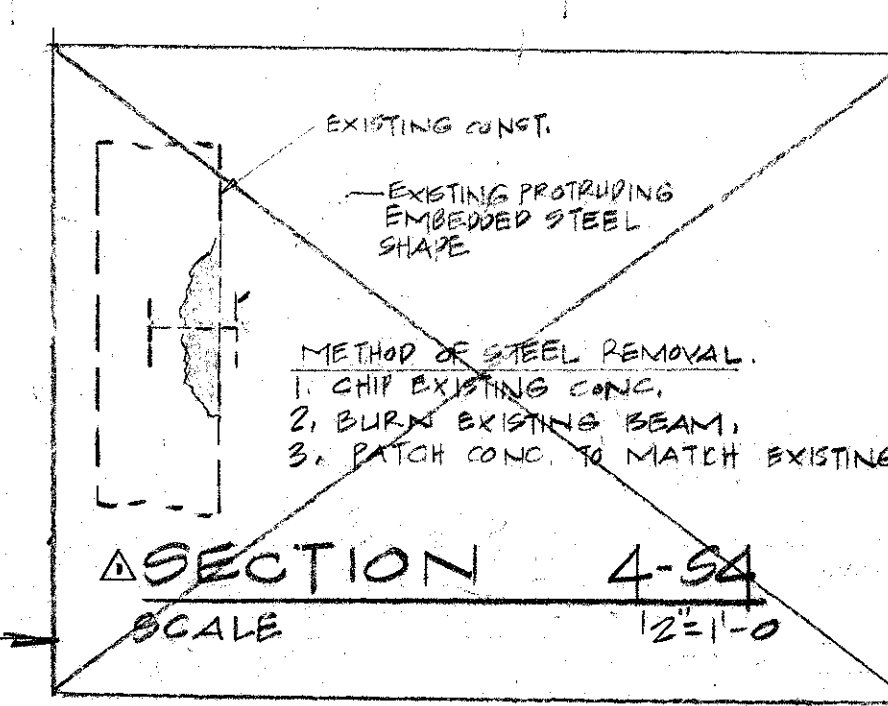 EXISTING CONST.
EXISTING PROTRUDING
EMBEDDED STEEL
SHAPE
METHOD OF STEEL REMOVAL.
1. CHIP EXISTING CONC.
2. BURN EXISTING BEAM.
3. PATCH CONC. TO MATCH EXISTING
SECTION 4-S4
SCALE 1/2"=1'-0